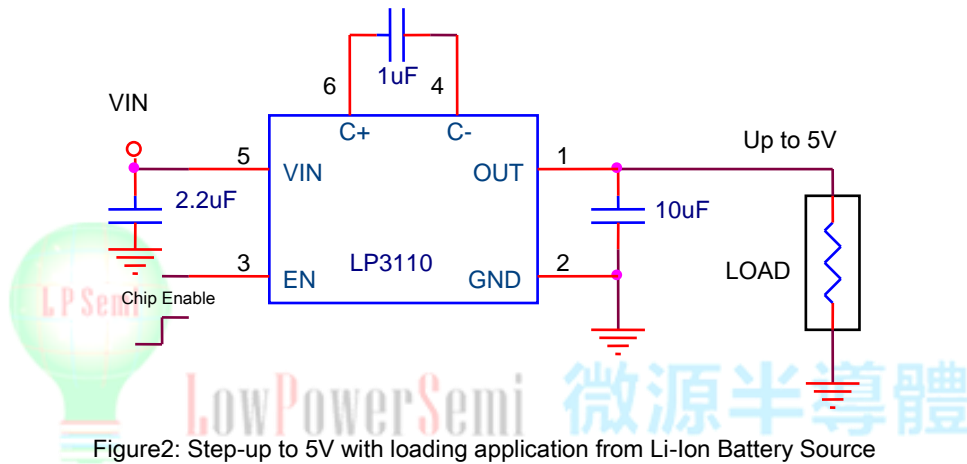 1uF
6
4
VIN
C+
C-
5
VIN
OUT
1
Up to 5V
2.2uF
10uF
LP3110
3
EN
GND
2
LOAD
Chip Enable
LP Semi
LowPowerSemi 微源半導體
Figure2: Step-up to 5V with loading application from Li-Ion Battery Source